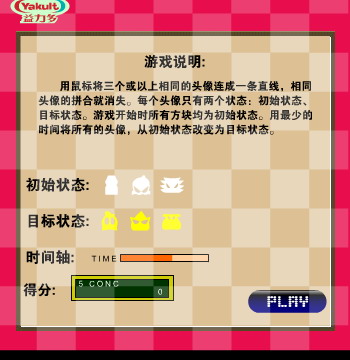 Yakult
益力多
游戏说明:
用鼠标将三个或以上相同的头像连成一条直线，相同
头像的拼合就消失。每个头像只有两个状态：初始状态、
目标状态。游戏开始时所有方块均为初始状态。用最少的
时间将所有的头像，从初始状态改变为目标状态。
初始状态:
目标状态:
时间轴: TIME
得分: S CONC 0
PLAY